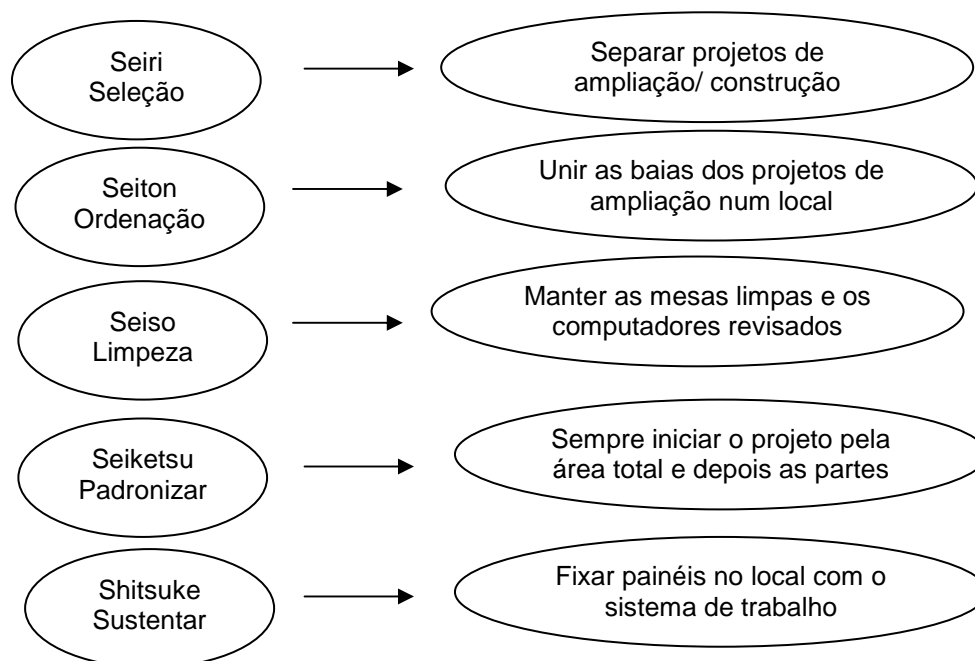 Seiri
Seleção
Separar projetos de
ampliação/ construção
Seiton
Ordenação
Unir as baias dos projetos de
ampliação num local
Seiso
Limpeza
Manter as mesas limpas e os
computadores revisados
Seiketsu
Padronizar
Sempre iniciar o projeto pela
área total e depois as partes
Shitsuke
Sustentar
Fixar painéis no local com o
sistema de trabalho